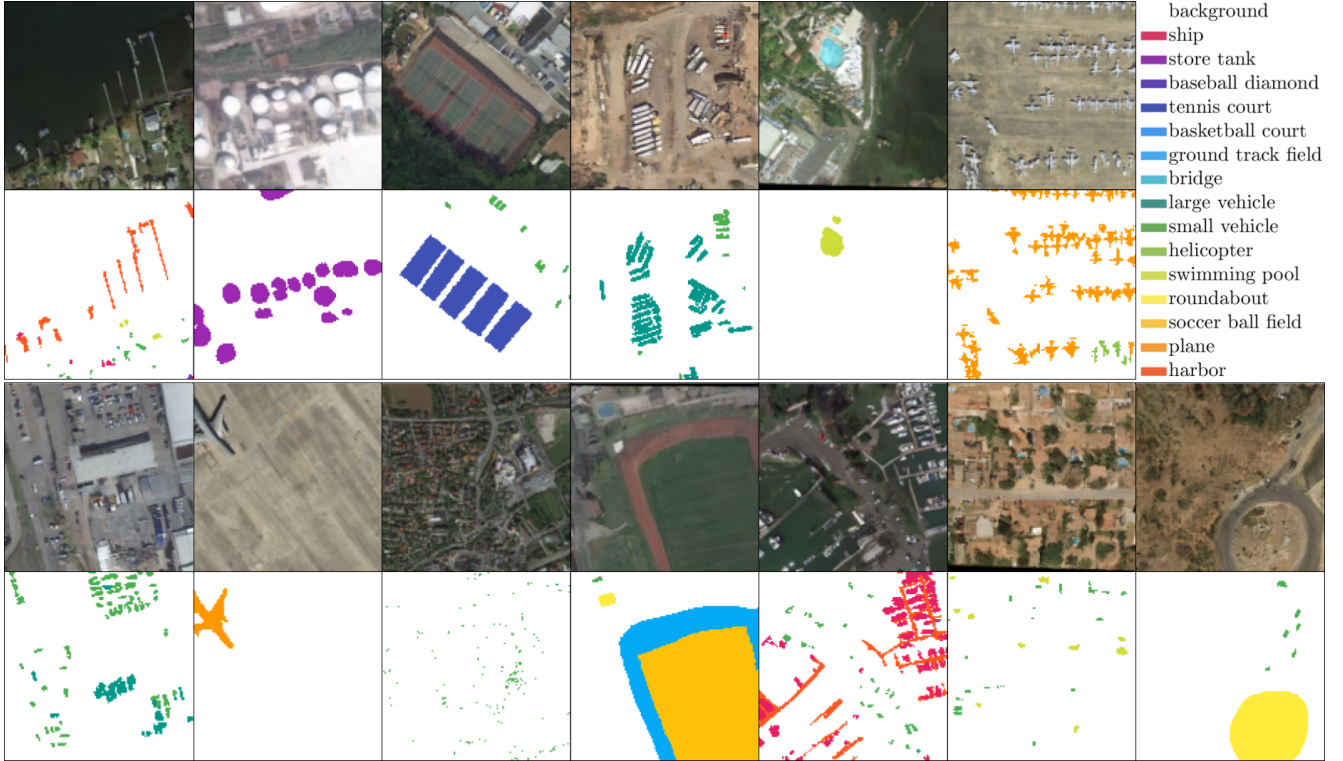 background
ship
store tank
baseball diamond
tennis court
basketball court
ground track field
bridge
large vehicle
small vehicle
helicopter
swimming pool
roundabout
soccer ball field
plane
harbor